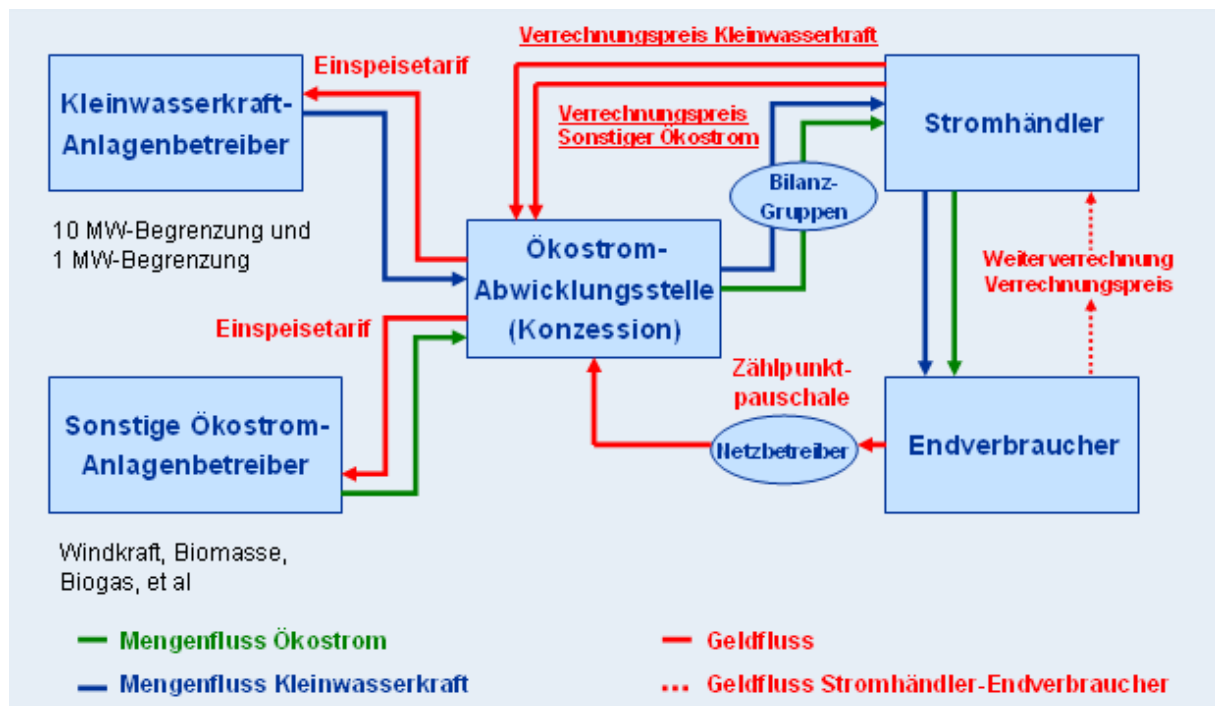 Verrechnungspreis Kleinwasserkraft
Einspeisetarif
Kleinwasserkraft-
Anlagenbetreiber
Verrechnungspreis
Sonstiger Ökostrom
Stromhändler
Bilanz-
Gruppen
10 MW-Begrenzung und
1 MW-Begrenzung
Ökostrom-
Abwicklungsstelle
(Konzession)
Weiterverrechnung
Verrechnungspreis
Einspeisetarif
Zählpunkt-
pauschale
Sonstige Ökostrom-
Anlagenbetreiber
Netzbetreiber
Endverbraucher
Windkraft, Biomasse,
Biogas, et al
Mengenfluss Ökostrom
Geldfluss
Mengenfluss Kleinwasserkraft
Geldfluss Stromhändler-Endverbraucher